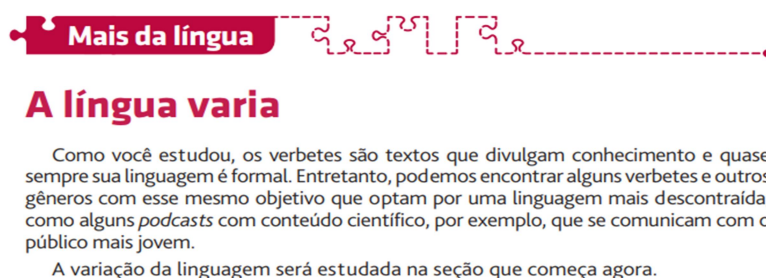 Mais da língua
A língua varia
Como você estudou, os verbetes são textos que divulgam conhecimento e quase
sempre sua linguagem é formal. Entretanto, podemos encontrar alguns verbetes e outros
gêneros com esse mesmo objetivo que optam por uma linguagem mais descontraída,
como alguns podcasts com conteúdo científico, por exemplo, que se comunicam com o
público mais jovem.
A variação da linguagem será estudada na seção que começa agora.